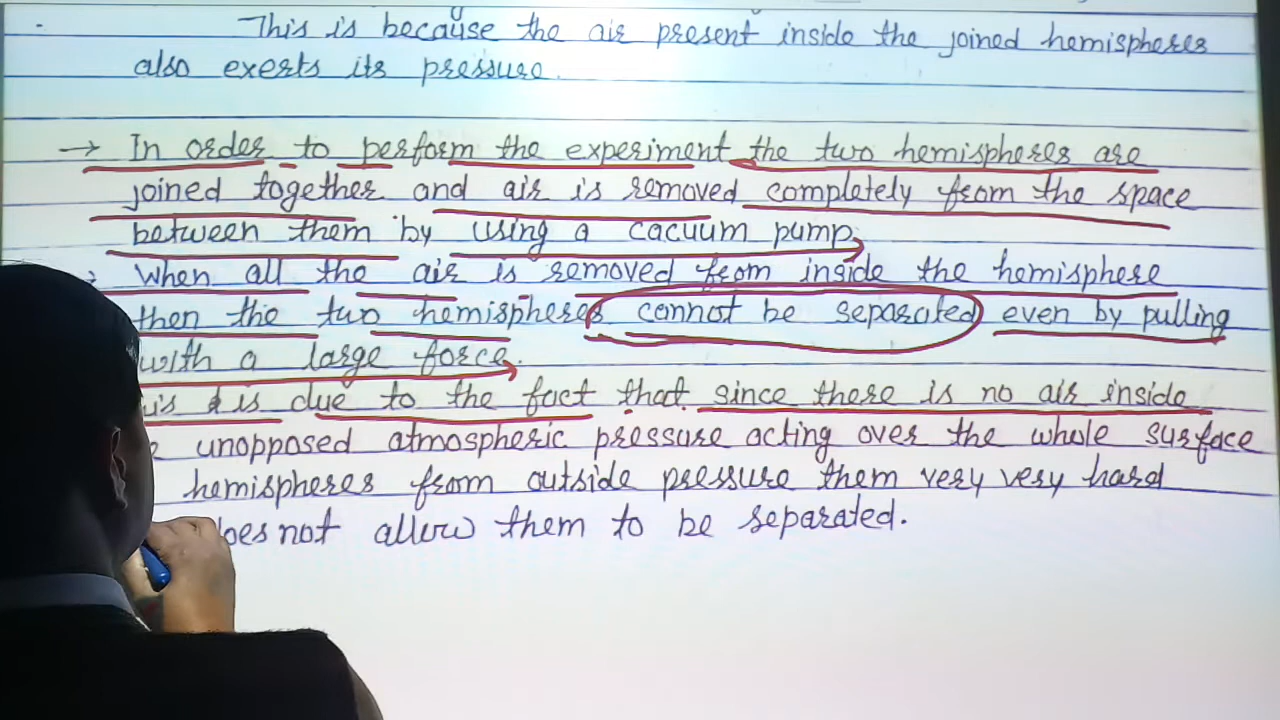 This is because the air present inside the joined hemispheres
also exerts its pressure.
→ In order to perform the experiment the two hemispheres are
joined together and air is removed completely from the space
between them by using a cacuum pump.
When all the air is removed from inside the hemisphere
then the two hemispheres cannot be separated even by pulling
with a large force.
is due to the fact that since there is no air inside
unopposed atmospheric pressure acting over the whole surface
hemispheres from outside pressure them very very hard
not allow them to be separated.